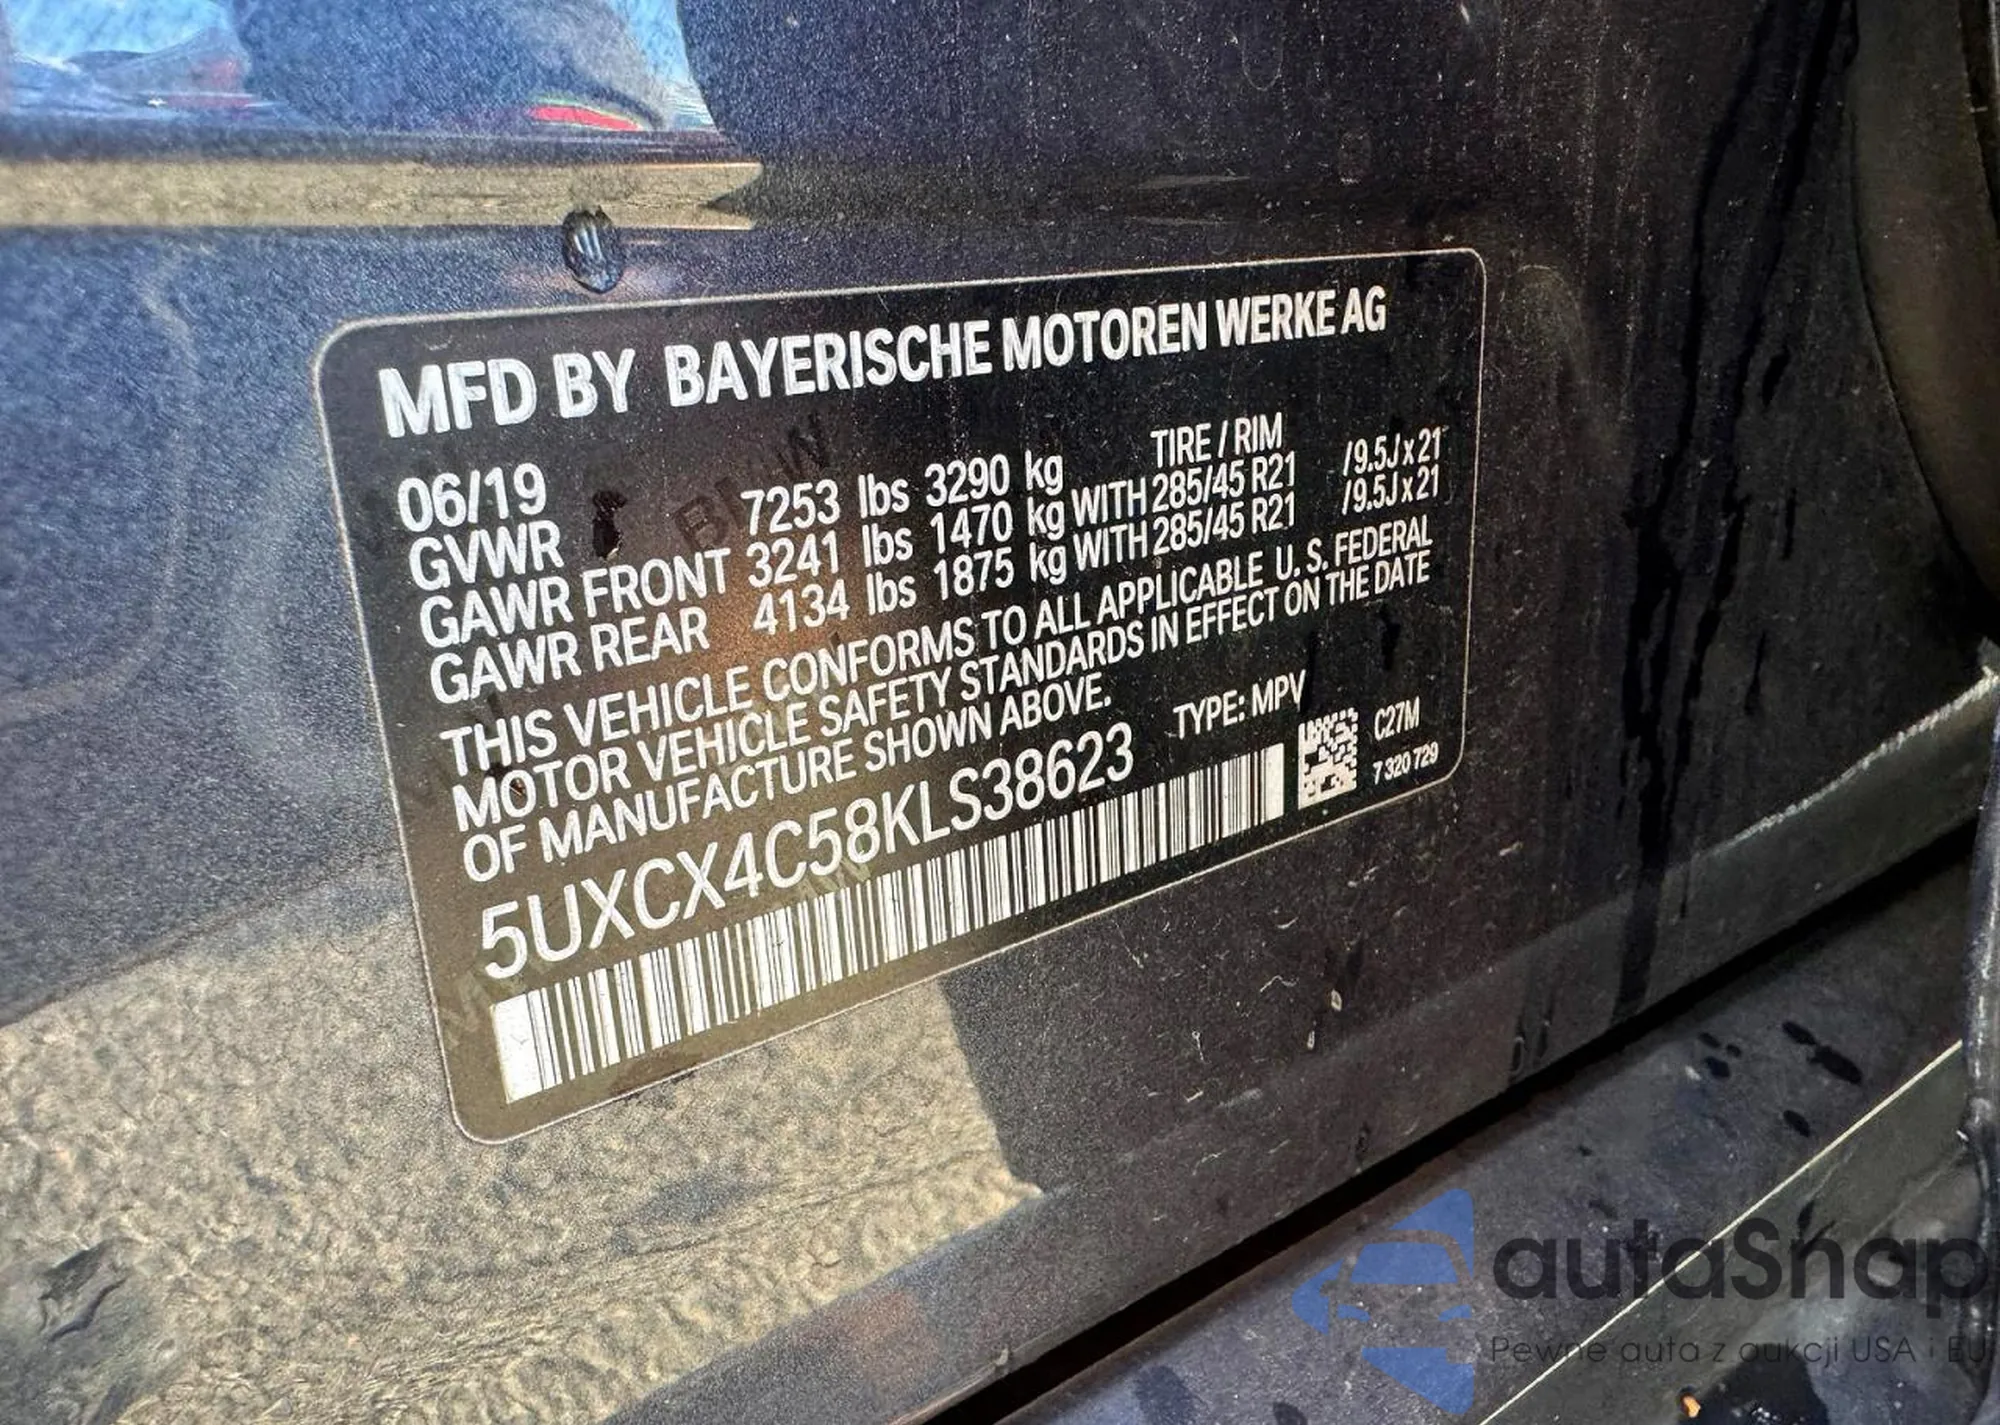 MFD BY BAYERISCHE MOTOREN WERKE AG
06/19 TIRE / RIM
GVWR 7253 lbs 3290 kg
GAWR FRONT 3241 lbs 1470 kg WITH 285/45 R21 /9.5J x 21
GAWR REAR 4134 lbs 1875 kg WITH 285/45 R21 /9.5J x 21
THIS VEHICLE CONFORMS TO ALL APPLICABLE U. S. FEDERAL
MOTOR VEHICLE SAFETY STANDARDS IN EFFECT ON THE DATE
OF MANUFACTURE SHOWN ABOVE.
5UXCX4C58KLS38623 TYPE: MPV
C27M
7 320 729
BMW
autaSnap
Pewne auta z aukcji USA i EU